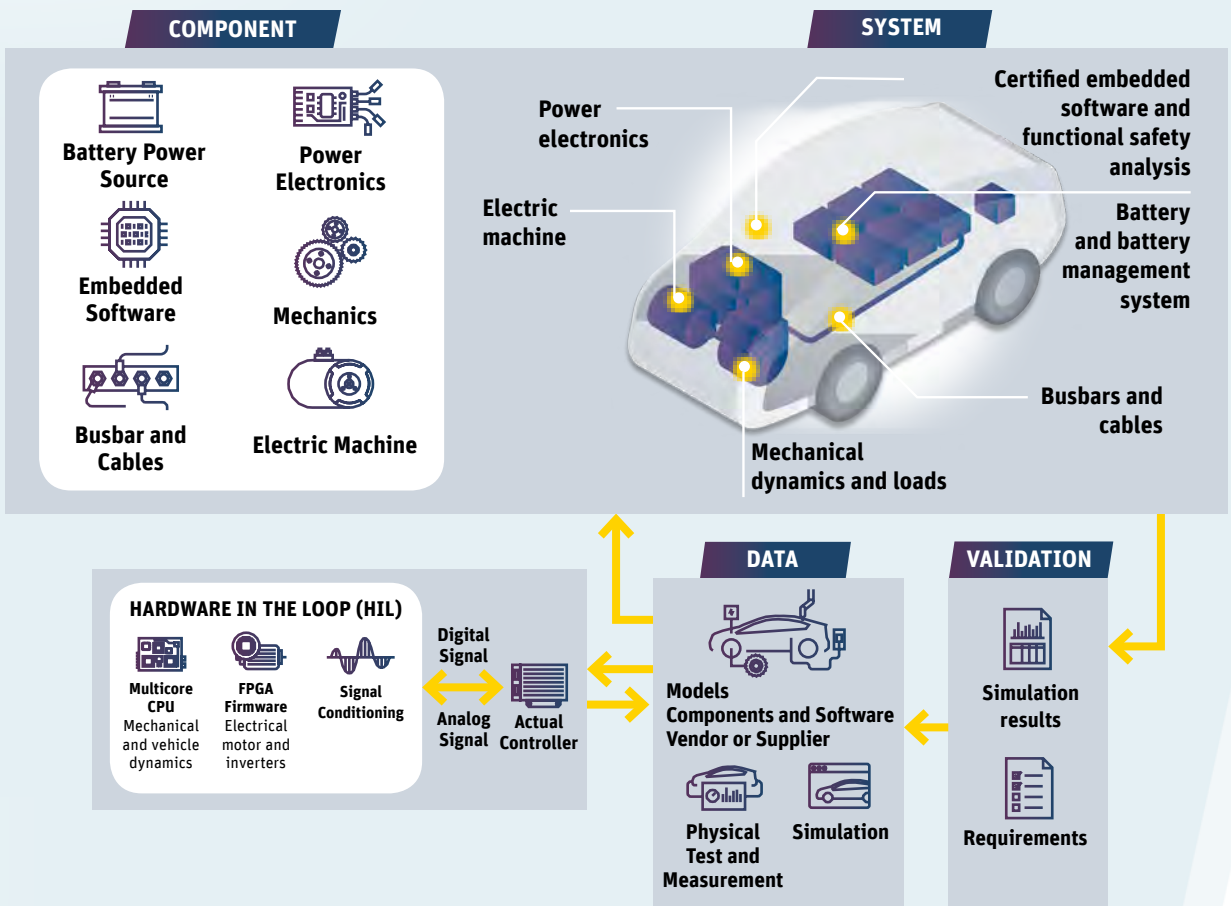 COMPONENT
Battery Power
Source
Power
Electronics
Embedded
Software
Mechanics
Busbar and
Cables
Electric Machine
SYSTEM
Power
electronics
Electric
machine
Certified embedded
software and
functional safety
analysis
Battery
and battery
management
system
Busbars and
cables
Mechanical
dynamics and loads
HARDWARE IN THE LOOP (HIL)
Multicore
CPU
Mechanical
and vehicle
dynamics
FPGA
Firmware
Electrical
motor and
inverters
Signal
Conditioning
Digital
Signal
Analog
Signal
Actual
Controller
DATA
Models
Components and Software
Vendor or Supplier
Physical
Test and
Measurement
Simulation
VALIDATION
Simulation
results
Requirements